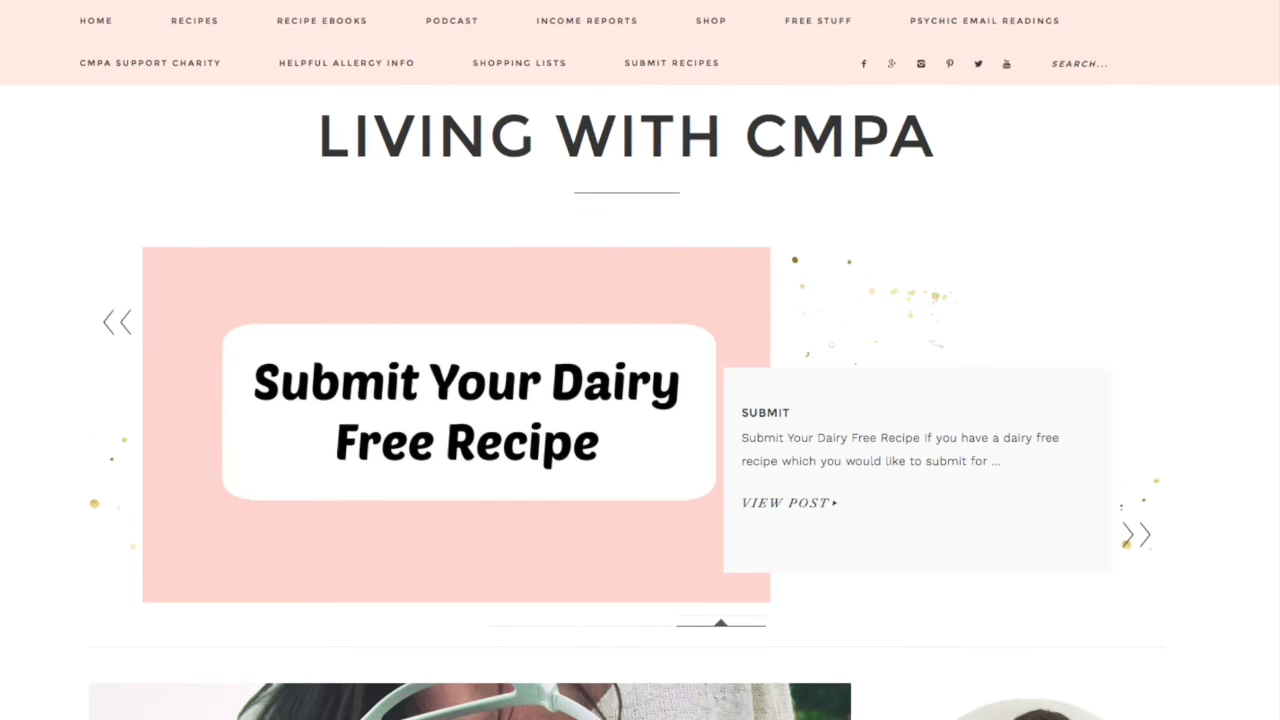 HOME RECIPES RECIPE EBOOKS PODCAST INCOME REPORTS SHOP FREE STUFF PSYCHIC EMAIL READINGS
CMPA SUPPORT CHARITY HELPFUL ALLERGY INFO SHOPPING LISTS SUBMIT RECIPES SEARCH...
LIVING WITH CMPA
Submit Your Dairy
Free Recipe
SUBMIT
Submit Your Dairy Free Recipe If you have a dairy free
recipe which you would like to submit for ...
VIEW POST